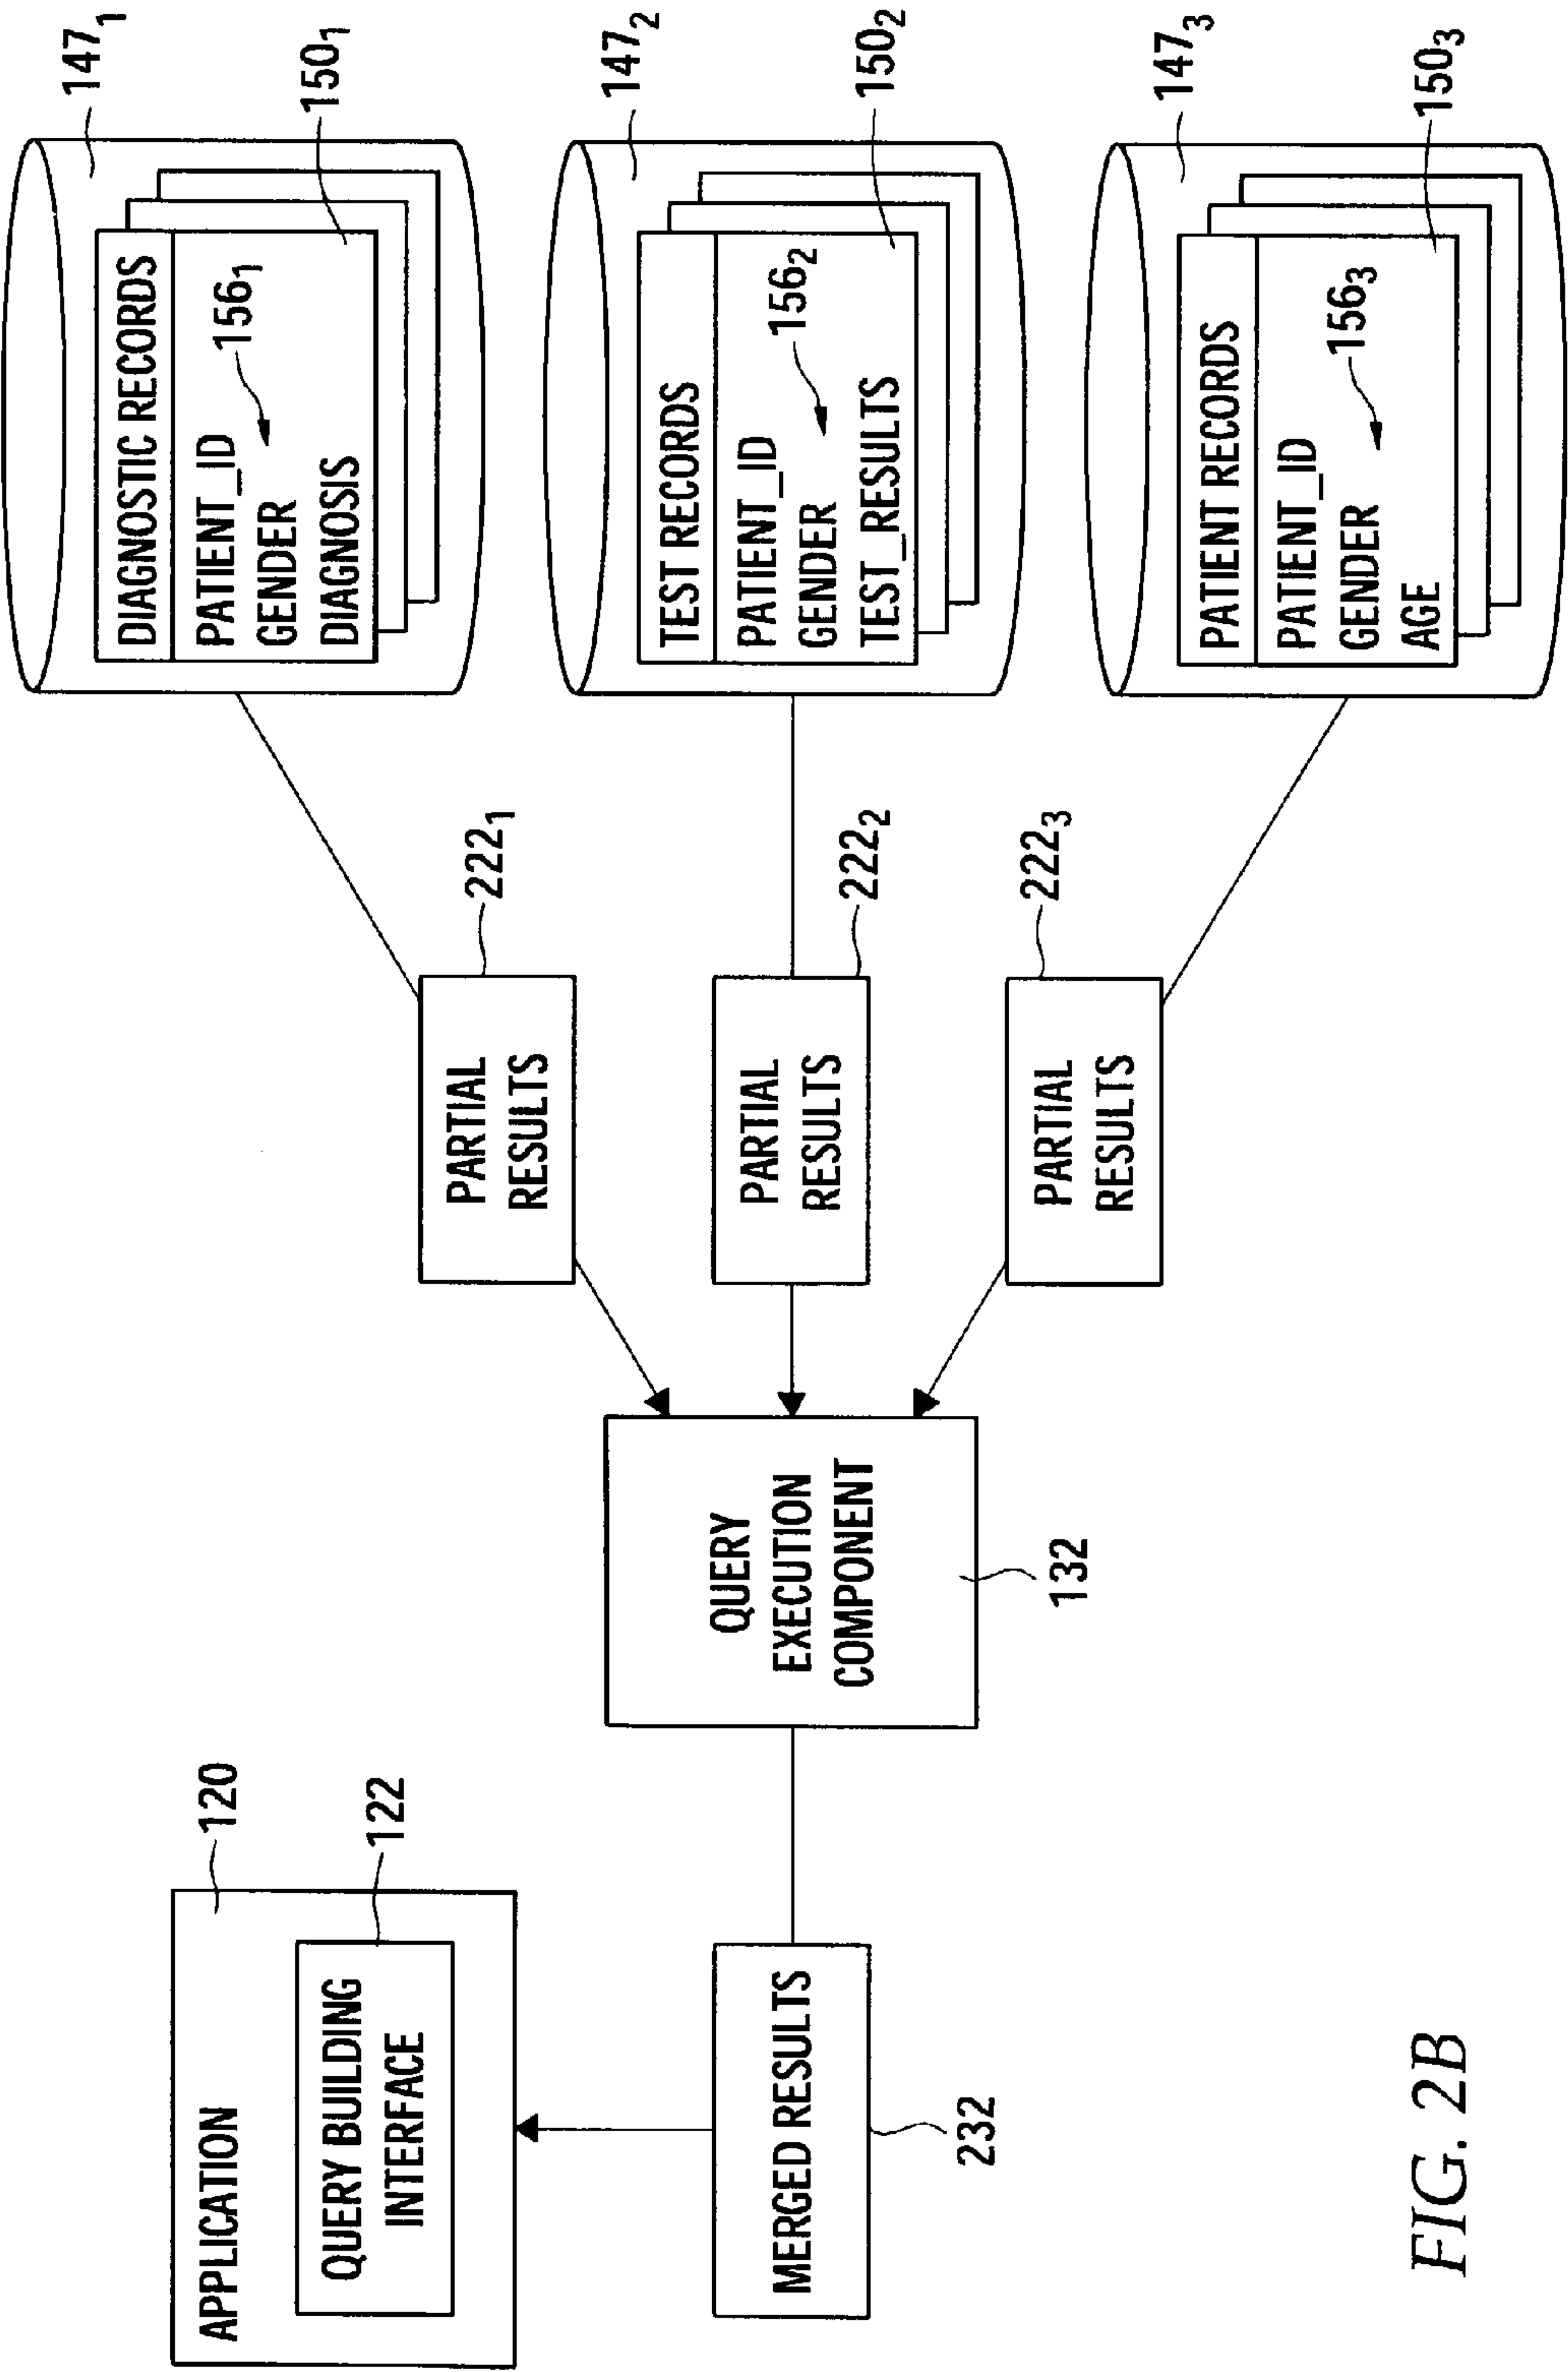 APPLICATION
120
QUERY BUILDING
INTERFACE
122
MERGED RESULTS
232
QUERY
EXECUTION
COMPONENT
132
PARTIAL
RESULTS
222₁
PARTIAL
RESULTS
222₂
PARTIAL
RESULTS
222₃
147₁
DIAGNOSTIC RECORDS
PATIENT_ID
156₁
GENDER
DIAGNOSIS
150₁
147₂
TEST RECORDS
PATIENT_ID
156₂
GENDER
TEST_RESULTS
150₂
147₃
PATIENT RECORDS
PATIENT_ID
156₃
GENDER
AGE
150₃
FIG. 2B